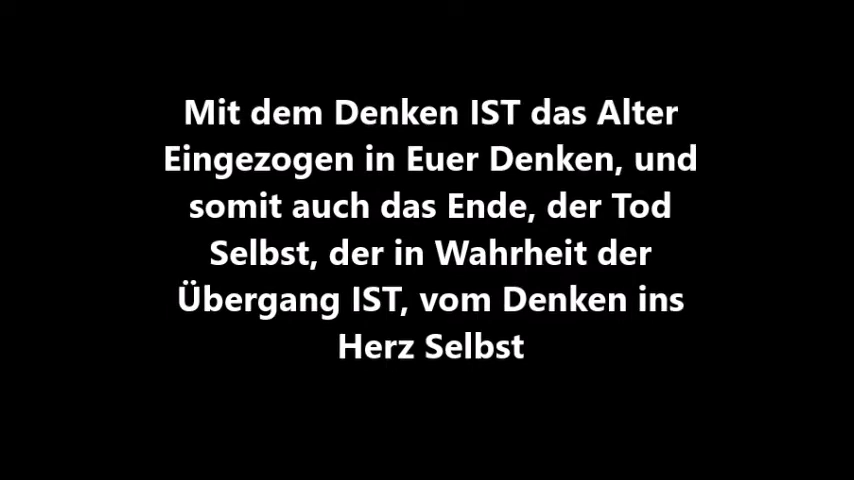 Mit dem Denken IST das Alter
Eingezogen in Euer Denken, und
somit auch das Ende, der Tod
Selbst, der in Wahrheit der
Übergang IST, vom Denken ins
Herz Selbst